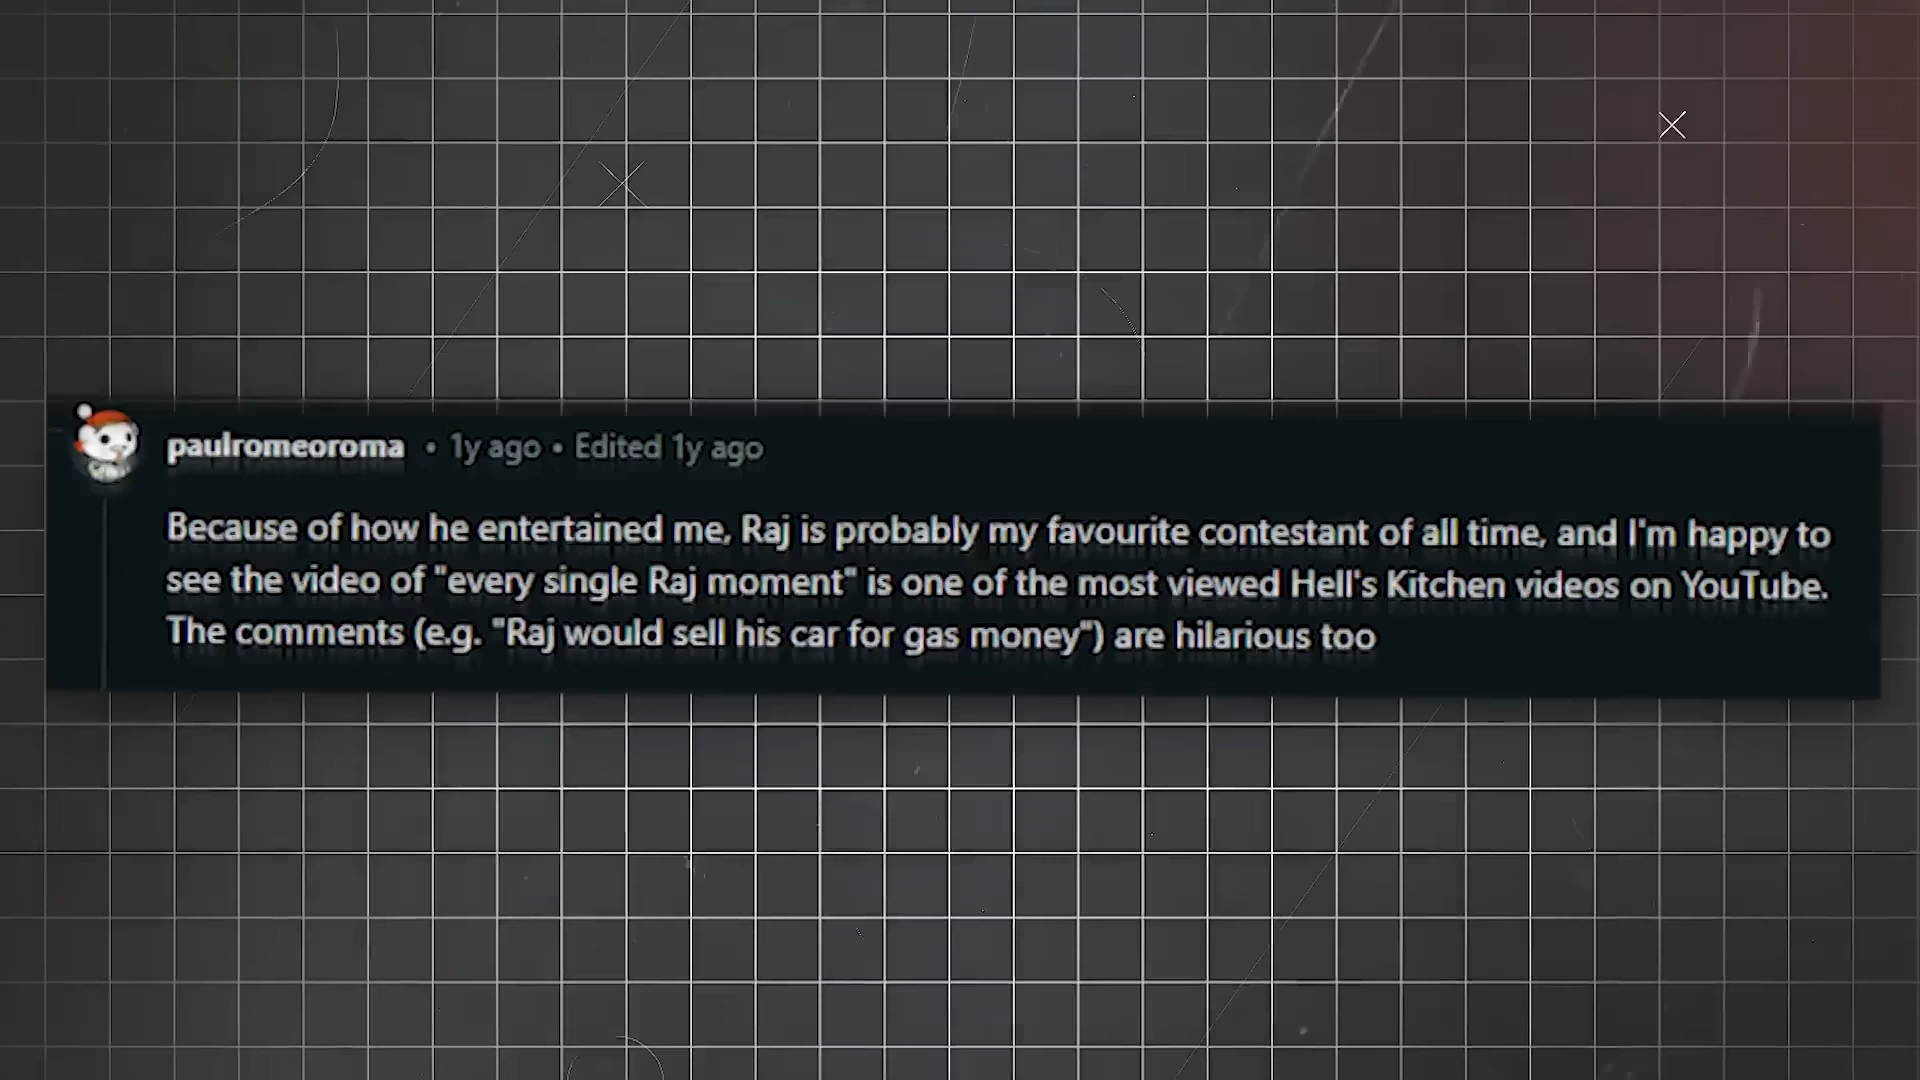 paulromeoroma • 1y ago • Edited 1y ago
Because of how he entertained me, Raj is probably my favourite contestant of all time, and I'm happy to
see the video of "every single Raj moment" is one of the most viewed Hell's Kitchen videos on YouTube.
The comments (e.g. "Raj would sell his car for gas money") are hilarious too